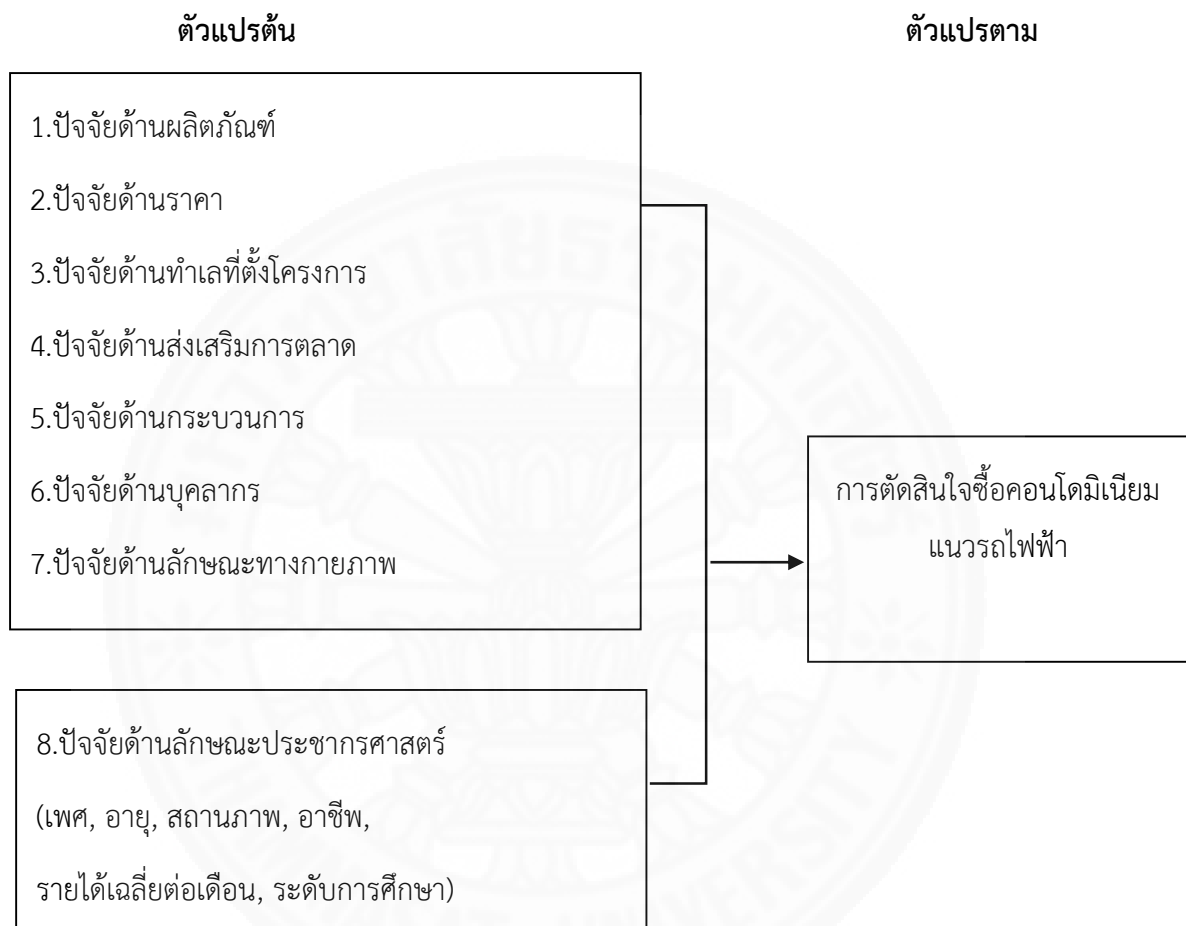 ตัวแปรต้น
ตัวแปรตาม
1.ปัจจัยด้านผลิตภัณฑ์
2.ปัจจัยด้านราคา
3.ปัจจัยด้านทำเลที่ตั้งโครงการ
4.ปัจจัยด้านส่งเสริมการตลาด
5.ปัจจัยด้านกระบวนการ
6.ปัจจัยด้านบุคลากร
7.ปัจจัยด้านลักษณะทางกายภาพ
การตัดสินใจซื้อคอนโดมิเนียม
แนวรถไฟฟ้า
8.ปัจจัยด้านลักษณะประชากรศาสตร์
(เพศ, อายุ, สถานภาพ, อาชีพ,
รายได้เฉลี่ยต่อเดือน, ระดับการศึกษา)